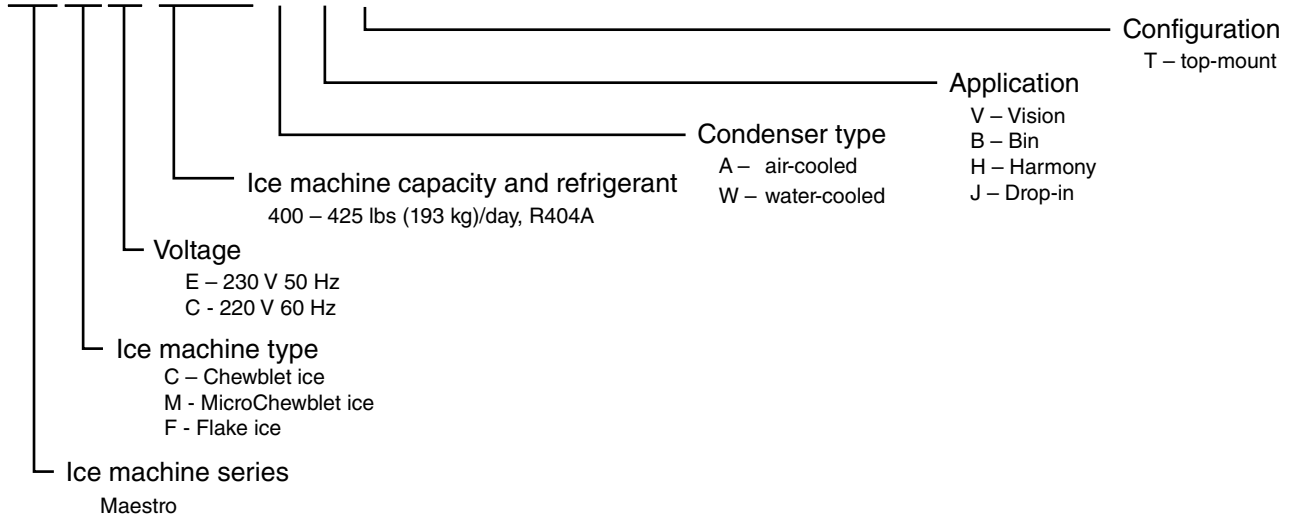 Configuration
T – top-mount
Application
V – Vision
B – Bin
H – Harmony
J – Drop-in
Condenser type
A – air-cooled
W – water-cooled
Ice machine capacity and refrigerant
400 – 425 lbs (193 kg)/day, R404A
Voltage
E – 230 V 50 Hz
C - 220 V 60 Hz
Ice machine type
C – Chewblet ice
M - MicroChewblet ice
F - Flake ice
Ice machine series
Maestro